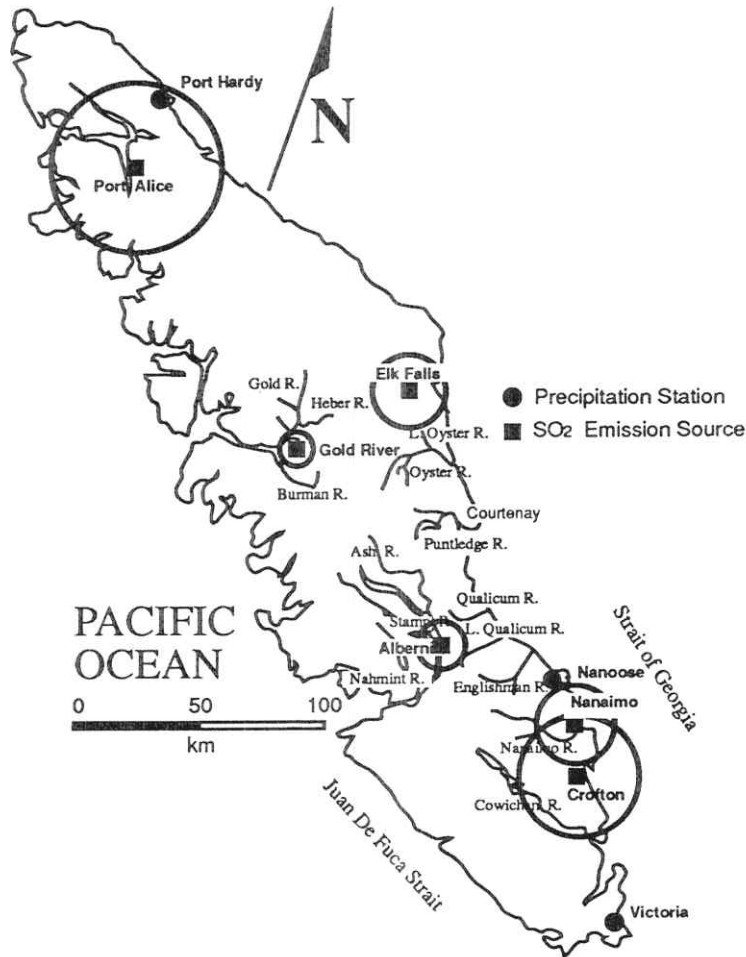 Port Hardy
N
Port Alice
Elk Falls
Precipitation Station
Gold R.
Heber R.
SO2 Emission Source
L. Oyster R.
Gold River
Oyster R.
Burman R.
Courtenay
Puntledge R.
Ash R.
Qualicum R.
PACIFIC
OCEAN
Stamp R.
L. Qualicum R.
Alberni
Strait of Georgia
Nahmint R.
Englishman R.
Nanoose
Nanaimo
0 50 100
km
Nanaimo R.
Crofton
Cowichan R.
Juan De Fuca Strait
Victoria